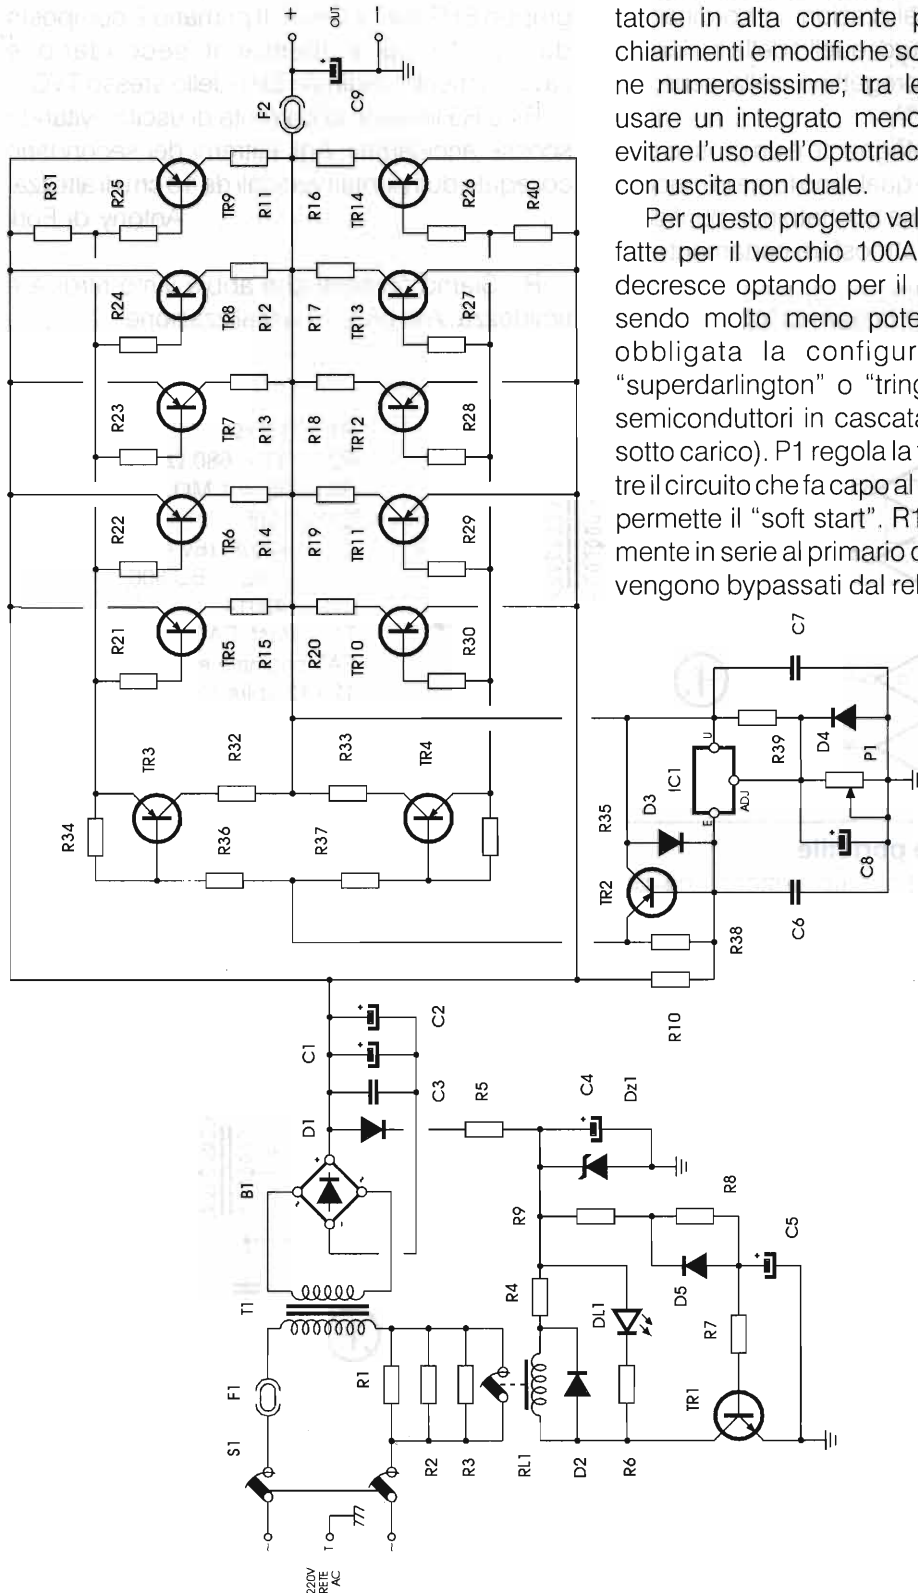 tatore in alta corrente p
chiarimenti e modifiche so
ne numerosissime; tra le
usare un integrato meno
evitare l'uso dell'Optotriac
con uscita non duale.
Per questo progetto val
fatte per il vecchio 100A
decresce optando per il
sendo molto meno pote
obbligata la configur
"superdarlington" o "tring
semiconduttori in cascata
sotto carico). P1 regola la t
tre il circuito che fa capo al
permette il "soft start". R1
mente in serie al primario d
vengono bypassati dal rel
+ OUT −
F2 C9
R31 R25 TR9 R11 R16 TR14 R26 R40
R24 TR8 R12 R17 TR13 R27
R23 TR7 R13 R18 TR12 R28
R22 TR6 R14 R19 TR11 R29
R21 TR5 R15 R20 TR10 R30
TR3 R32 R33 TR4
R34 R36 R37
C7
R35 D3 IC1 U ADJ E R39 D4 P1
TR2 R38 C6 C8
R10
D1 C1 C2 C3 R5 C4 Dz1
B1 R9 R8
T1 R4 DL1 D5 C5
F1 R1 R7
S1 R2 R3 RL1 D2 R6 TR1
~ T ~
220V
RETE
AC